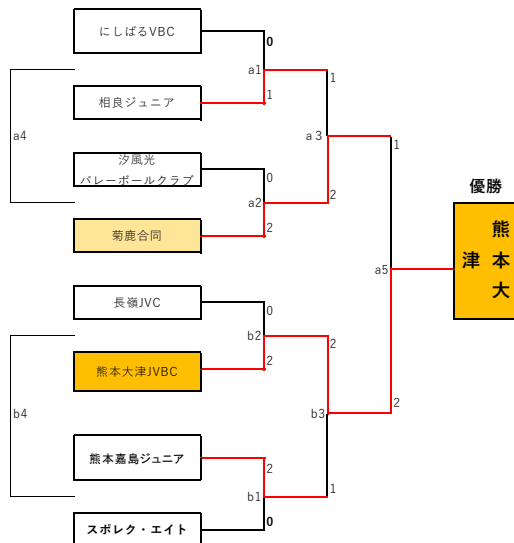 にしばるVBC
0
a1
1
1
相良ジュニア
a4
a３
1
汐風光
バレーボールクラブ
0
a2
2
2
菊鹿合同
優勝
熊本大
津
a5
長嶺JVC
0
b2
2
2
熊本大津JVBC
b4
b3
2
熊本嘉島ジュニア
2
b1
1
0
スポレク・エイト